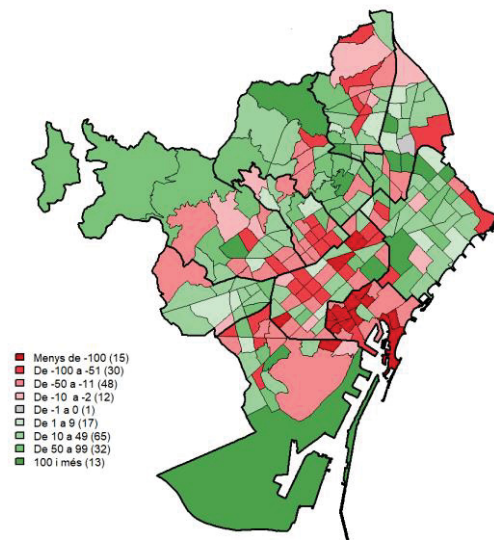 Menys de -100 (15)
De -100 a -51 (30)
De -50 a -11 (48)
De -10 a -2 (12)
De -1 a 0 (1)
De 1 a 9 (17)
De 10 a 49 (65)
De 50 a 99 (32)
100 i més (13)